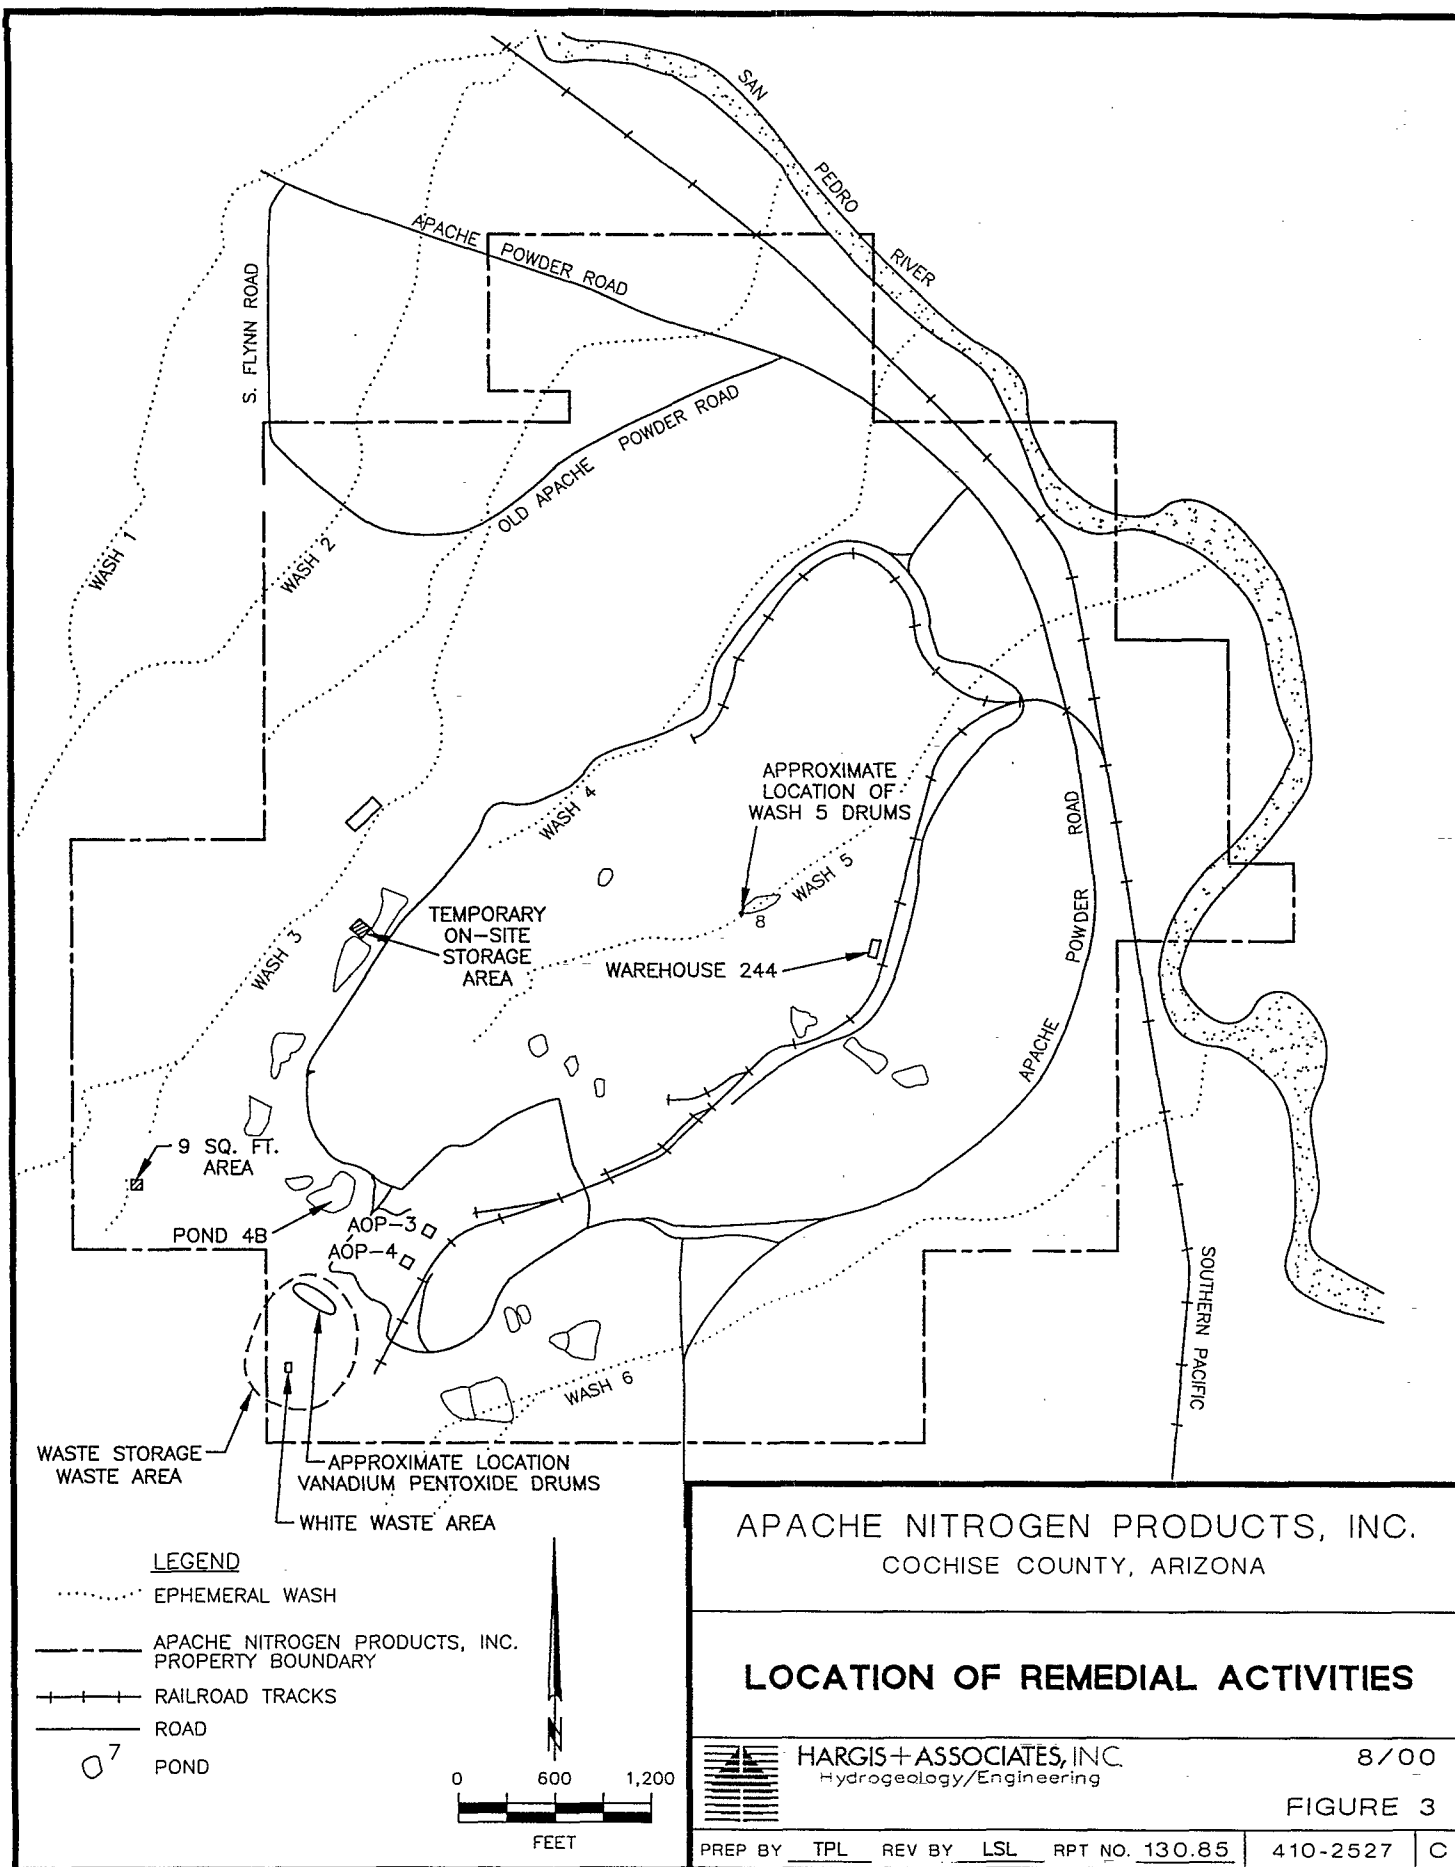 SAN
PEDRO
RIVER
APACHE POWDER ROAD
S. FLYNN ROAD
OLD APACHE POWDER ROAD
WASH 1
WASH 2
WASH 4
APPROXIMATE
LOCATION OF
WASH 5 DRUMS
WASH 5
8
WASH 3
TEMPORARY
ON-SITE
STORAGE
AREA
WAREHOUSE 244
APACHE POWDER ROAD
9 SQ. FT.
AREA
POND 4B
AOP-3
AOP-4
WASH 6
SOUTHERN PACIFIC
WASTE STORAGE
WASTE AREA
APPROXIMATE LOCATION
VANADIUM PENTOXIDE DRUMS
WHITE WASTE AREA
LEGEND
EPHEMERAL WASH
APACHE NITROGEN PRODUCTS, INC.
PROPERTY BOUNDARY
RAILROAD TRACKS
ROAD
7
POND
N
0 600 1,200
FEET
APACHE NITROGEN PRODUCTS, INC.
COCHISE COUNTY, ARIZONA
LOCATION OF REMEDIAL ACTIVITIES
HARGIS+ASSOCIATES, INC.
Hydrogeology/Engineering
8/00
FIGURE 3
PREP BY TPL REV BY LSL RPT NO. 130.85 410-2527 C